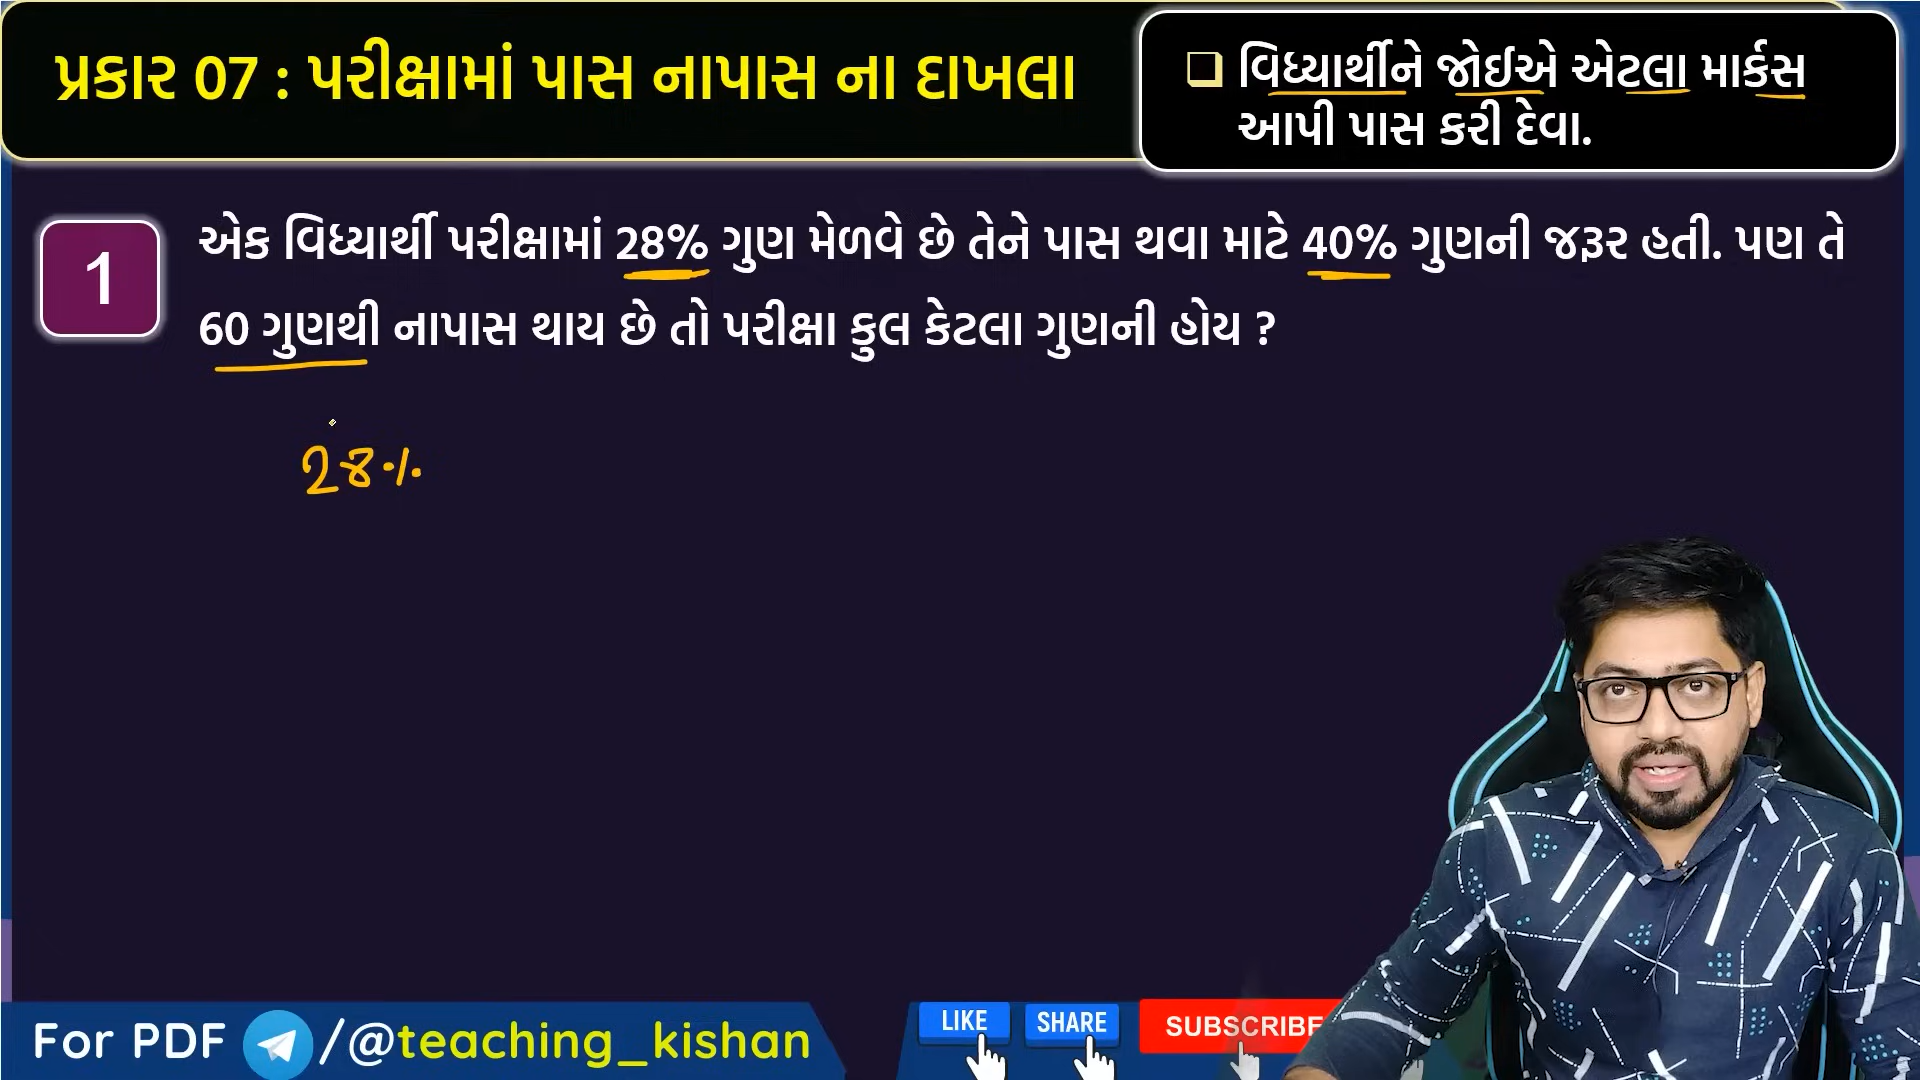 પ્રકાર 07 : પરીક્ષામાં પાસ નાપાસ ના દાખલા
❑ વિધ્યાર્થીને જોઈએ એટલા માર્કસ
આપી પાસ કરી દેવા.
1
એક વિધ્યાર્થી પરીક્ષામાં 28% ગુણ મેળવે છે તેને પાસ થવા માટે 40% ગુણની જરૂર હતી. પણ તે
60 ગુણથી નાપાસ થાય છે તો પરીક્ષા કુલ કેટલા ગુણની હોય ?
28%
For PDF /@teaching_kishan
LIKE
SHARE
SUBSCRIBE